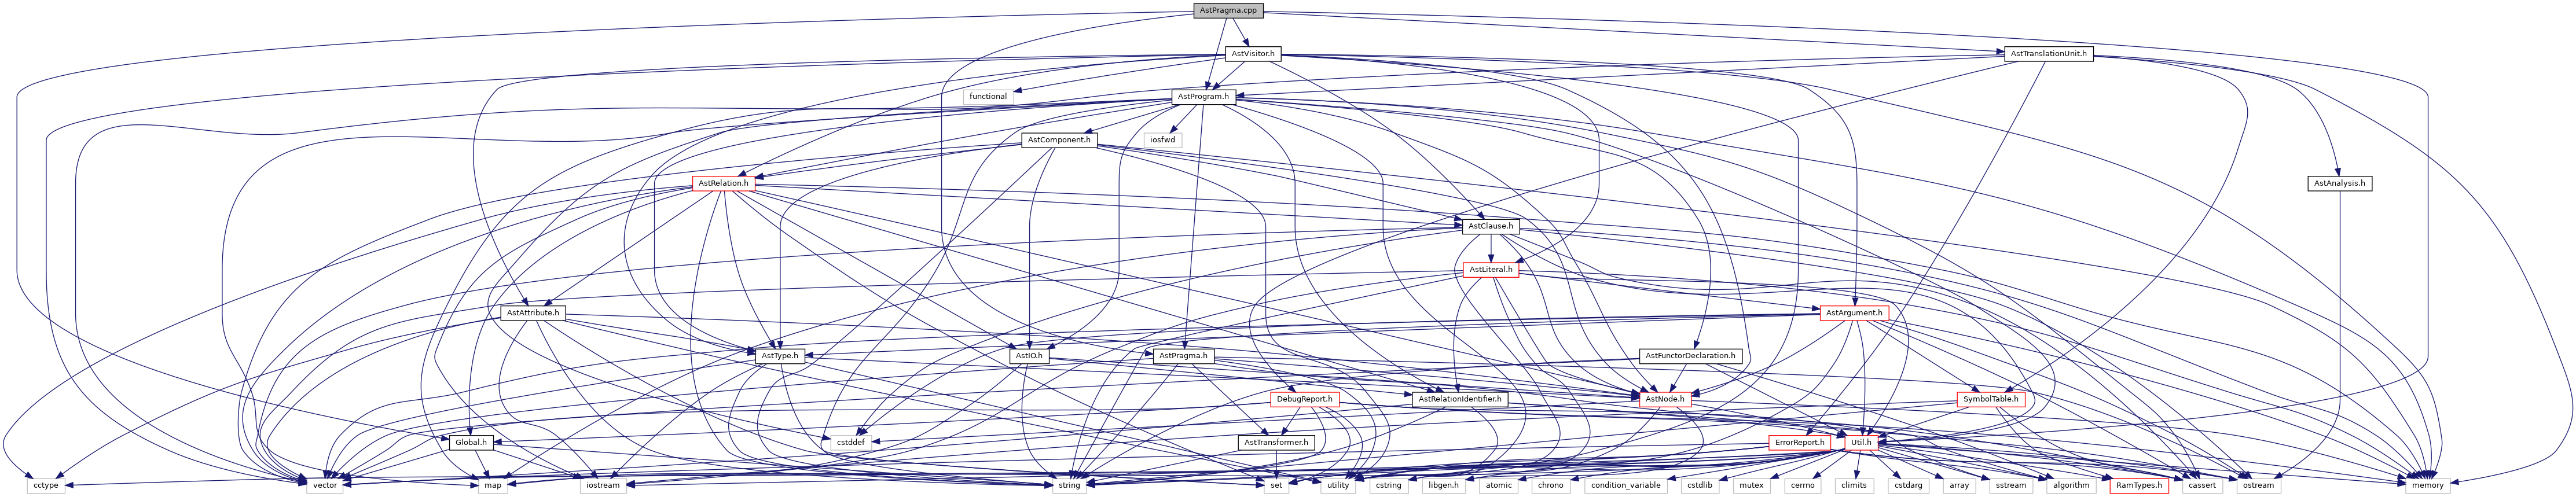 AstPragma.cpp
AstVisitor.h
AstTranslationUnit.h
functional
AstProgram.h
AstComponent.h
iosfwd
AstRelation.h
AstAnalysis.h
AstClause.h
AstLiteral.h
AstAttribute.h
AstArgument.h
AstType.h
AstIO.h
AstPragma.h
AstFunctorDeclaration.h
DebugReport.h
AstRelationIdentifier.h
AstNode.h
SymbolTable.h
Global.h
cstddef
AstTransformer.h
ErrorReport.h
Util.h
cctype
vector
map
iostream
string
set
utility
cstring
libgen.h
atomic
chrono
condition_variable
cstdlib
mutex
cerrno
climits
cstdarg
array
sstream
algorithm
RamTypes.h
cassert
ostream
memory